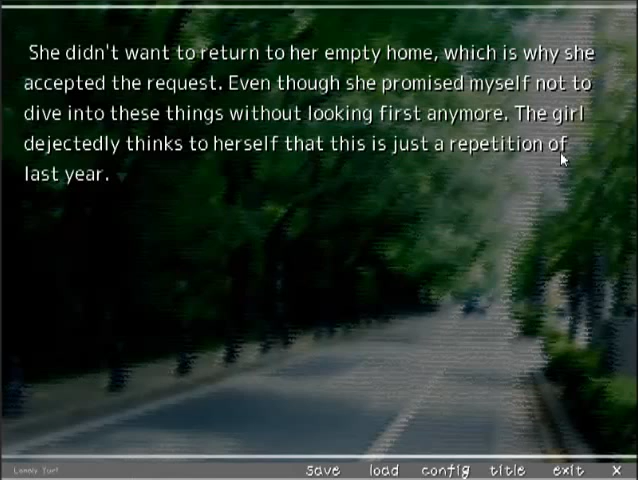 She didn't want to return to her empty home, which is why she
accepted the request. Even though she promised myself not to
dive into these things without looking first anymore. The girl
dejectedly thinks to herself that this is just a repetition of
last year.
Lonely Yuri
save load config title exit X